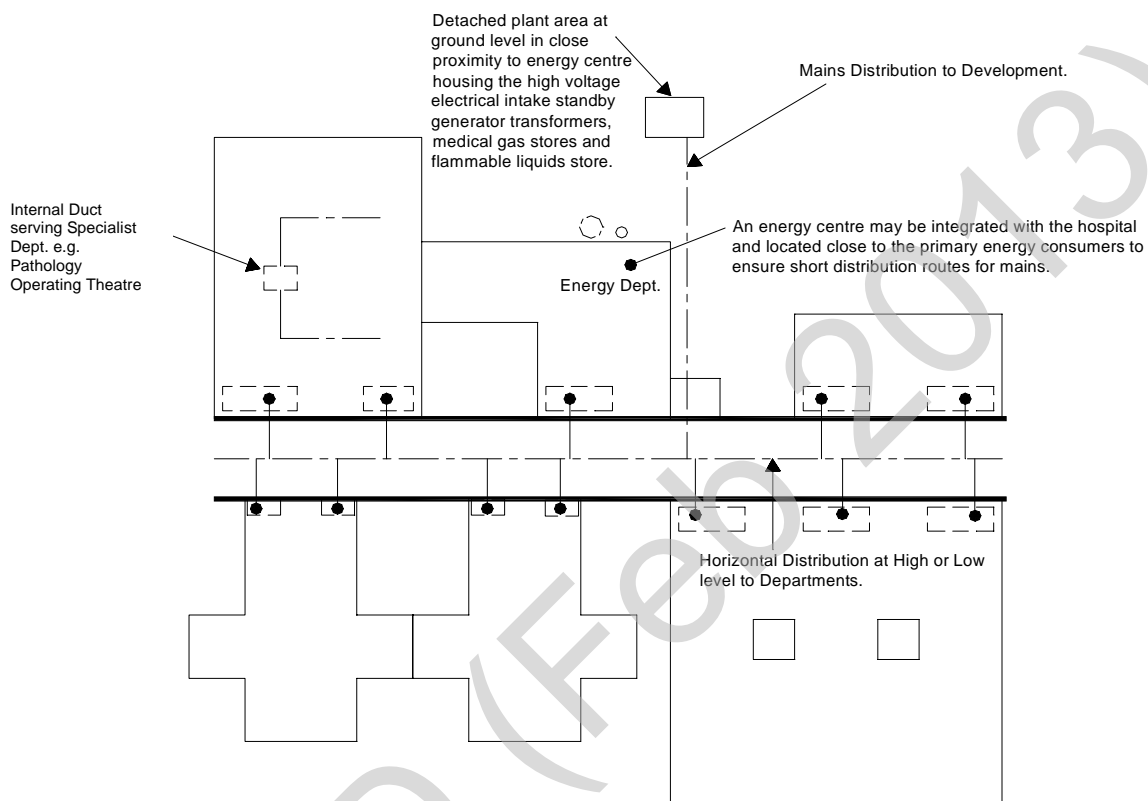 Detached plant area at
ground level in close
proximity to energy centre
housing the high voltage
electrical intake standby
generator transformers,
medical gas stores and
flammable liquids store.
Mains Distribution to Development.
Internal Duct
serving Specialist
Dept. e.g.
Pathology
Operating Theatre
An energy centre may be integrated with the hospital
and located close to the primary energy consumers to
ensure short distribution routes for mains.
Energy Dept.
Horizontal Distribution at High or Low
level to Departments.
(Feb 2013)